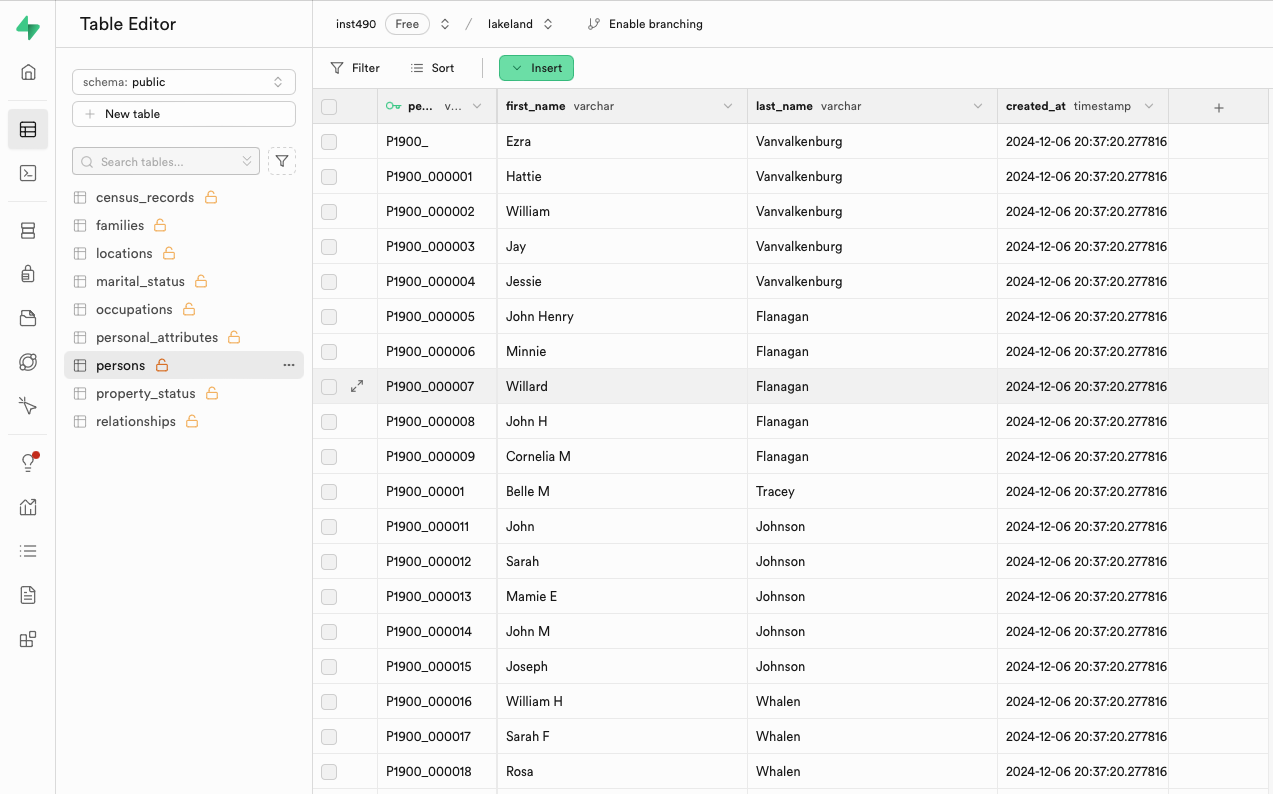 Table Editor
inst490 Free / lakeland Enable branching
schema: public
New table
Search tables...
census_records
families
locations
marital_status
occupations
personal_attributes
persons
property_status
relationships
Filter Sort Insert
pe... v... first_name varchar last_name varchar created_at timestamp
P1900_ Ezra Vanvalkenburg 2024-12-06 20:37:20.277816
P1900_000001 Hattie Vanvalkenburg 2024-12-06 20:37:20.277816
P1900_000002 William Vanvalkenburg 2024-12-06 20:37:20.277816
P1900_000003 Jay Vanvalkenburg 2024-12-06 20:37:20.277816
P1900_000004 Jessie Vanvalkenburg 2024-12-06 20:37:20.277816
P1900_000005 John Henry Flanagan 2024-12-06 20:37:20.277816
P1900_000006 Minnie Flanagan 2024-12-06 20:37:20.277816
P1900_000007 Willard Flanagan 2024-12-06 20:37:20.277816
P1900_000008 John H Flanagan 2024-12-06 20:37:20.277816
P1900_000009 Cornelia M Flanagan 2024-12-06 20:37:20.277816
P1900_00001 Belle M Tracey 2024-12-06 20:37:20.277816
P1900_000011 John Johnson 2024-12-06 20:37:20.277816
P1900_000012 Sarah Johnson 2024-12-06 20:37:20.277816
P1900_000013 Mamie E Johnson 2024-12-06 20:37:20.277816
P1900_000014 John M Johnson 2024-12-06 20:37:20.277816
P1900_000015 Joseph Johnson 2024-12-06 20:37:20.277816
P1900_000016 William H Whalen 2024-12-06 20:37:20.277816
P1900_000017 Sarah F Whalen 2024-12-06 20:37:20.277816
P1900_000018 Rosa Whalen 2024-12-06 20:37:20.277816